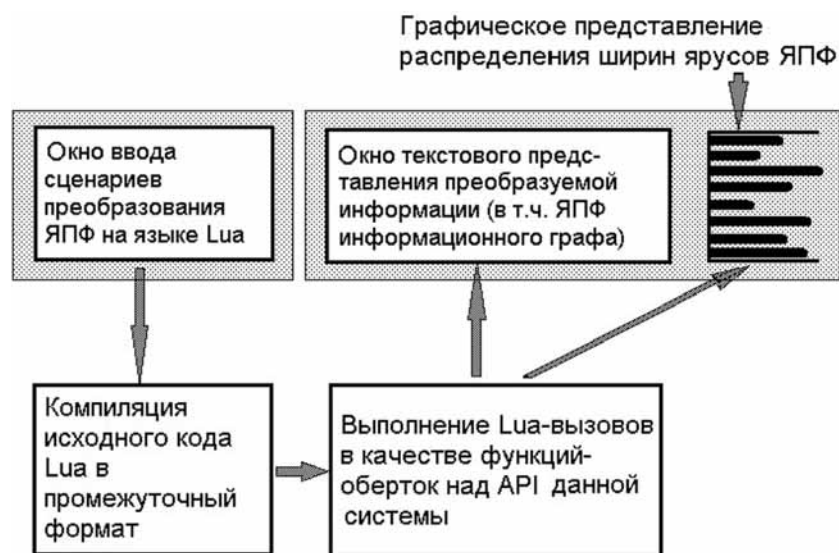 Графическое представление
распределения ширин ярусов ЯПФ
Окно ввода
сценариев
преобразования
ЯПФ на языке Lua
Окно текстового предс-
тавления преобразуемой
информации (в т.ч. ЯПФ
информационного графа)
Компиляция
исходного кода
Lua в
промежуточный
формат
Выполнение Lua-вызовов
в качестве функций-
оберток над API данной
системы